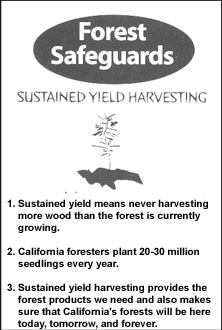 Forest
Safeguards
SUSTAINED YIELD HARVESTING
1. Sustained yield means never harvesting
more wood than the forest is currently
growing.
2. California foresters plant 20-30 million
seedlings every year.
3. Sustained yield harvesting provides the
forest products we need and also makes
sure that California's forests will be here
today, tomorrow, and forever.